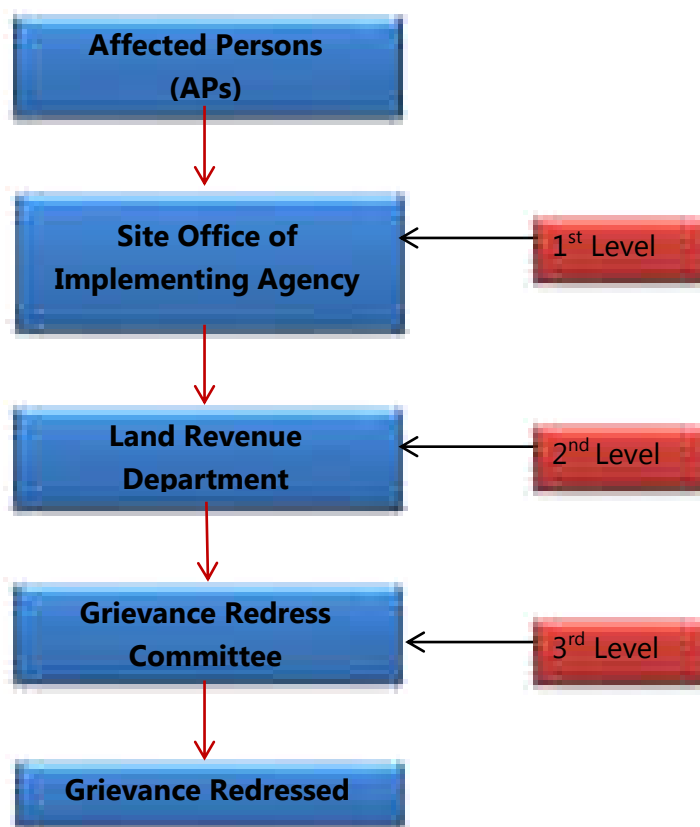 Affected Persons
(APs)
Site Office of
Implementing Agency
1st Level
Land Revenue
Department
2nd Level
Grievance Redress
Committee
3rd Level
Grievance Redressed